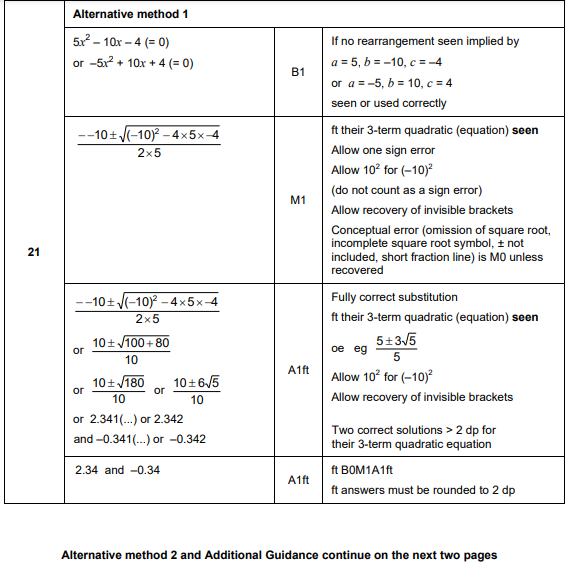 Alternative method 1
5x² – 10x – 4 (= 0)
or –5x² + 10x + 4 (= 0)
B1
If no rearrangement seen implied by
a = 5, b = –10, c = –4
or a = –5, b = 10, c = 4
seen or used correctly
21
(– –10 ± √((–10)² – 4×5×–4)) / (2×5)
M1
ft their 3-term quadratic (equation) seen
Allow one sign error
Allow 10² for (–10)²
(do not count as a sign error)
Allow recovery of invisible brackets
Conceptual error (omission of square root,
incomplete square root symbol, ± not
included, short fraction line) is M0 unless
recovered
(– –10 ± √((–10)² – 4×5×–4)) / (2×5)
or (10 ± √(100 + 80)) / 10
or (10 ± √180) / 10 or (10 ± 6√5) / 10
or 2.341(...) or 2.342
and –0.341(...) or –0.342
A1ft
Fully correct substitution
ft their 3-term quadratic (equation) seen
oe eg (5 ± 3√5) / 5
Allow 10² for (–10)²
Allow recovery of invisible brackets
Two correct solutions > 2 dp for
their 3-term quadratic equation
2.34 and –0.34
A1ft
ft B0M1A1ft
ft answers must be rounded to 2 dp
Alternative method 2 and Additional Guidance continue on the next two pages